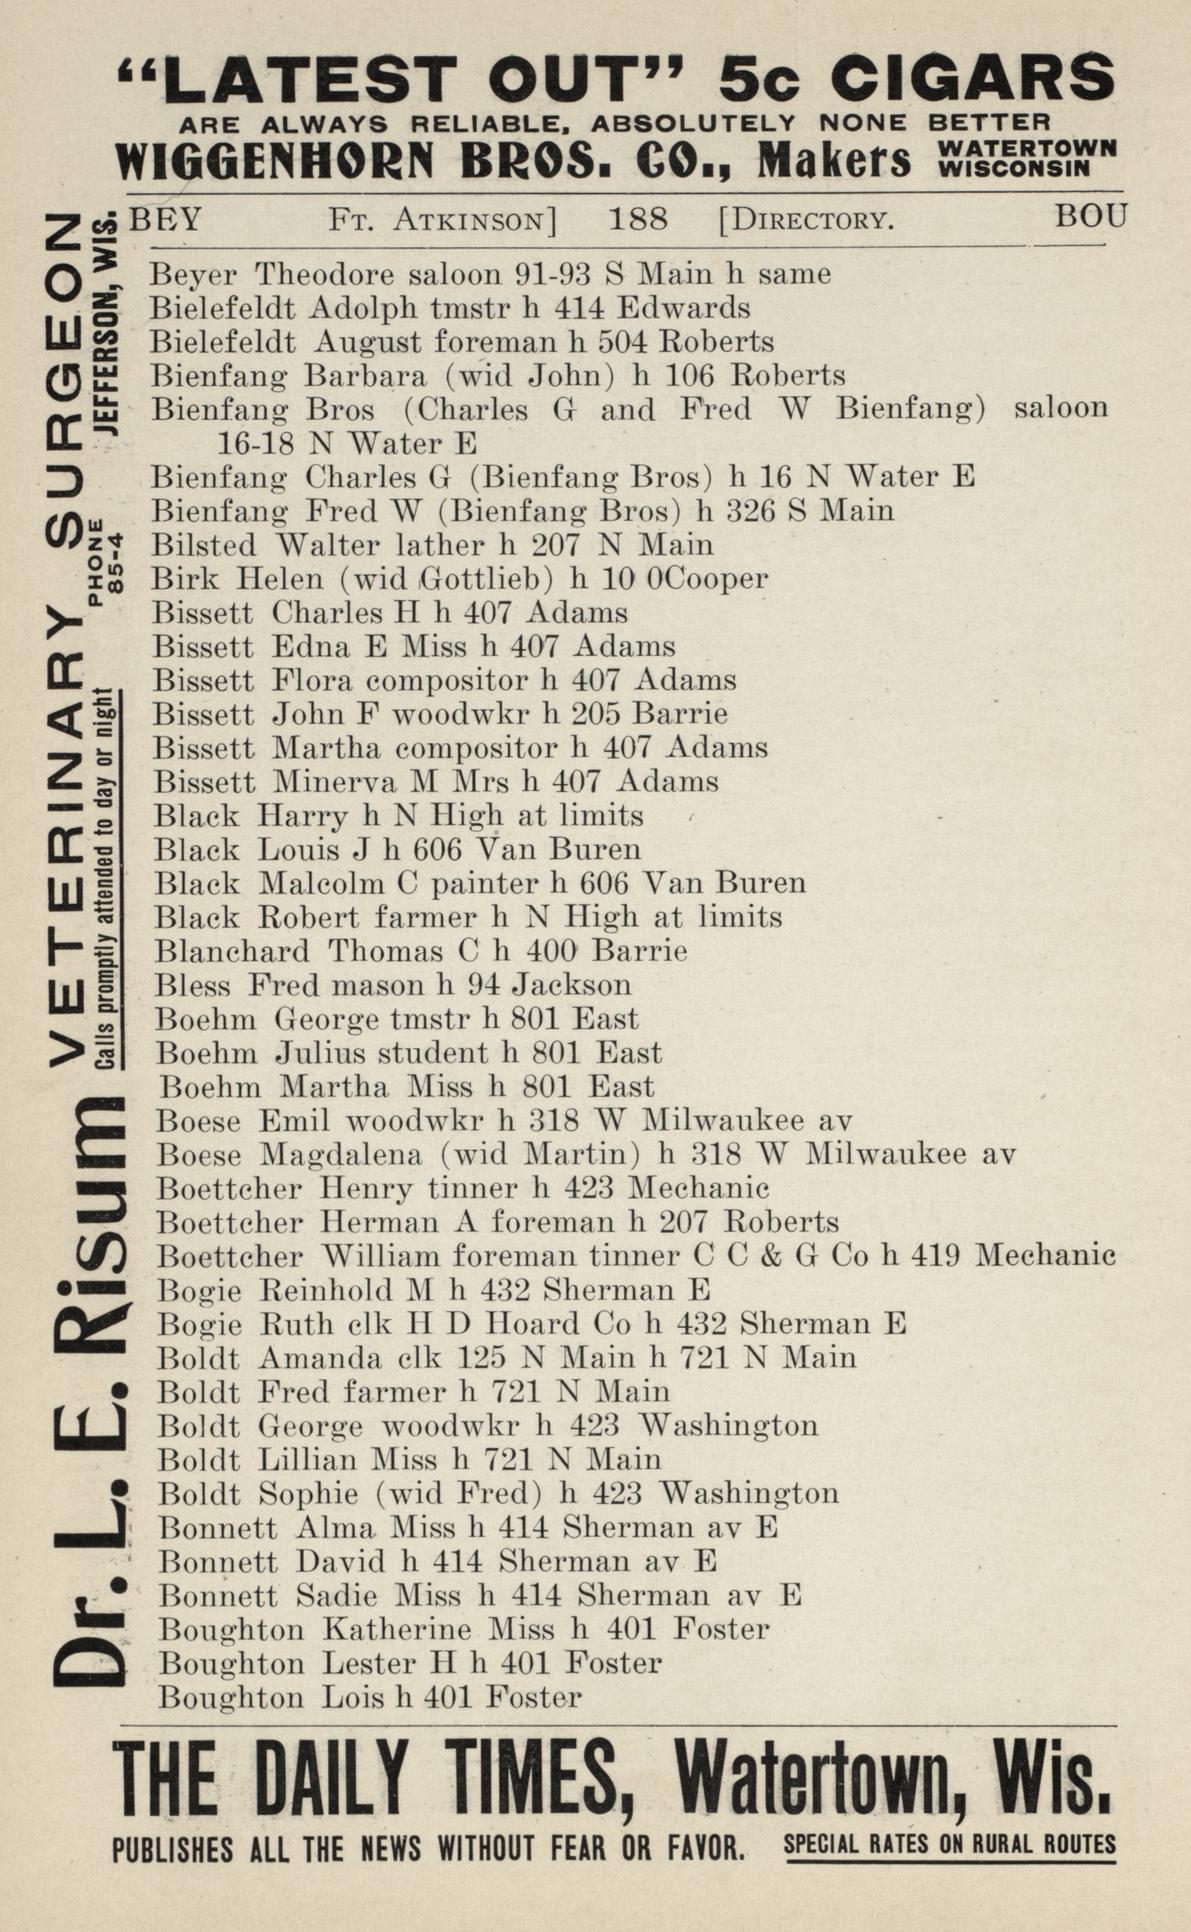 “LATEST OUT” 5c CIGARS
ARE ALWAYS RELIABLE, ABSOLUTELY NONE BETTER
WIGGENHORN BROS. CO., Makers WATERTOWN WISCONSIN
BEY Ft. Atkinson] 188 [Directory. BOU
Beyer Theodore saloon 91-93 S Main h same
Bielefeldt Adolph tmstr h 414 Edwards
Bielefeldt August foreman h 504 Roberts
Bienfang Barbara (wid John) h 106 Roberts
Bienfang Bros (Charles G and Fred W Bienfang) saloon
16-18 N Water E
Bienfang Charles G (Bienfang Bros) h 16 N Water E
Bienfang Fred W (Bienfang Bros) h 326 S Main
Bilsted Walter lather h 207 N Main
Birk Helen (wid Gottlieb) h 10 0Cooper
Bissett Charles H h 407 Adams
Bissett Edna E Miss h 407 Adams
Bissett Flora compositor h 407 Adams
Bissett John F woodwkr h 205 Barrie
Bissett Martha compositor h 407 Adams
Bissett Minerva M Mrs h 407 Adams
Black Harry h N High at limits
Black Louis J h 606 Van Buren
Black Malcolm C painter h 606 Van Buren
Black Robert farmer h N High at limits
Blanchard Thomas C h 400 Barrie
Bless Fred mason h 94 Jackson
Boehm George tmstr h 801 East
Boehm Julius student h 801 East
Boehm Martha Miss h 801 East
Boese Emil woodwkr h 318 W Milwaukee av
Boese Magdalena (wid Martin) h 318 W Milwaukee av
Boettcher Henry tinner h 423 Mechanic
Boettcher Herman A foreman h 207 Roberts
Boettcher William foreman tinner C C & G Co h 419 Mechanic
Bogie Reinhold M h 432 Sherman E
Bogie Ruth clk H D Hoard Co h 432 Sherman E
Boldt Amanda clk 125 N Main h 721 N Main
Boldt Fred farmer h 721 N Main
Boldt George woodwkr h 423 Washington
Boldt Lillian Miss h 721 N Main
Boldt Sophie (wid Fred) h 423 Washington
Bonnett Alma Miss h 414 Sherman av E
Bonnett David h 414 Sherman av E
Bonnett Sadie Miss h 414 Sherman av E
Boughton Katherine Miss h 401 Foster
Boughton Lester H h 401 Foster
Boughton Lois h 401 Foster
Dr. L. E. Risum VETERINARY SURGEON
Calls promptly attended to day or night
PHONE
85-4
JEFFERSON, WIS.
THE DAILY TIMES, Watertown, Wis.
PUBLISHES ALL THE NEWS WITHOUT FEAR OR FAVOR. SPECIAL RATES ON RURAL ROUTES